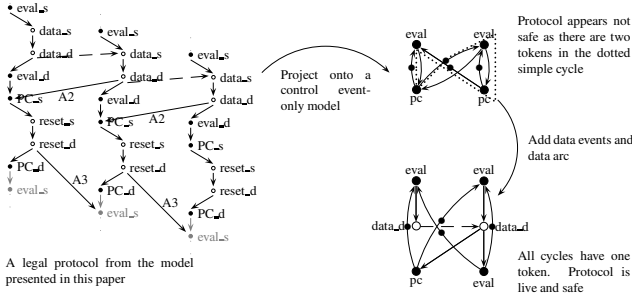 eval_s
data_s
data_d
eval_d
PC_s
reset_s
reset_d
PC_d
eval_s
A2
A3
data_s
data_d
eval_d
PC_s
reset_s
reset_d
PC_d
eval_s
A2
A3
eval_s
data_s
data_d
eval_d
PC_s
reset_s
reset_d
PC_d
eval_s
A legal protocol from the model
presented in this paper
Project onto a
control event-
only model
eval
eval
pc
pc
Protocol appears not
safe as there are two
tokens in the dotted
simple cycle
Add data events and
data arc
eval
eval
data_d
data_d
pc
eval
All cycles have one
token. Protocol is
live and safe